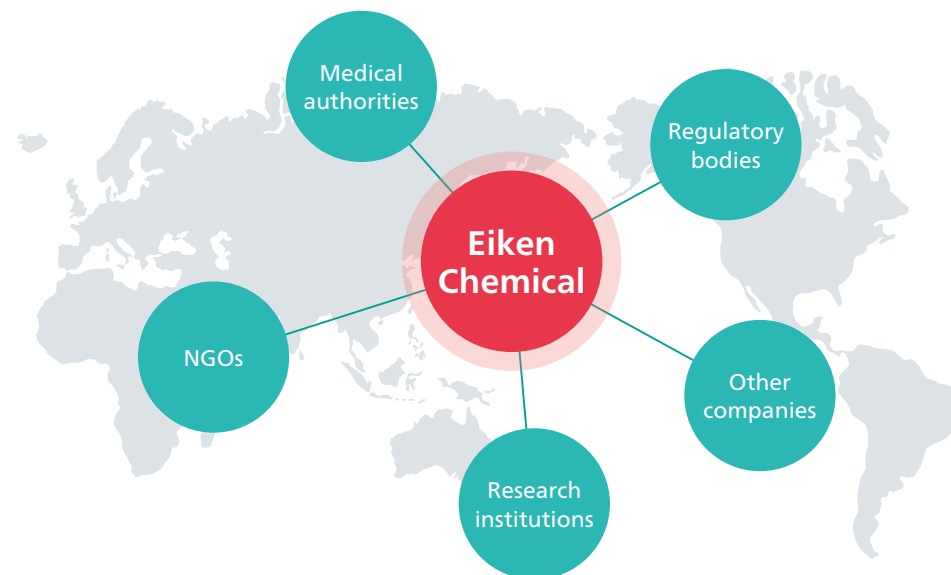 Medical
authorities
Regulatory
bodies
Eiken
Chemical
NGOs
Other
companies
Research
institutions